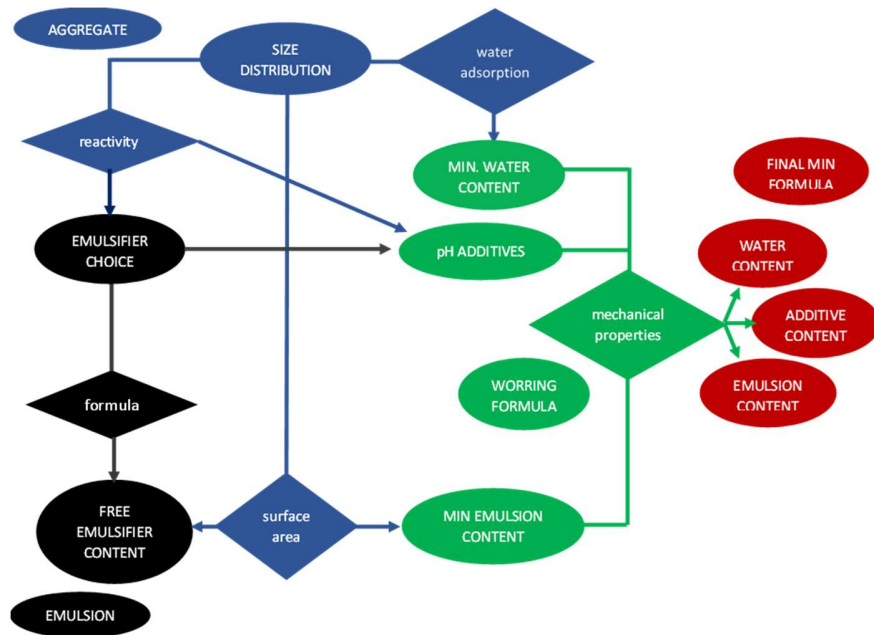 AGGREGATE
SIZE
DISTRIBUTION
water
adsorption
reactivity
MIN. WATER
CONTENT
FINAL MIN
FORMULA
EMULSIFIER
CHOICE
pH ADDITIVES
WATER
CONTENT
mechanical
properties
ADDITIVE
CONTENT
WORRING
FORMULA
EMULSION
CONTENT
formula
FREE
EMULSIFIER
CONTENT
surface
area
MIN EMULSION
CONTENT
EMULSION